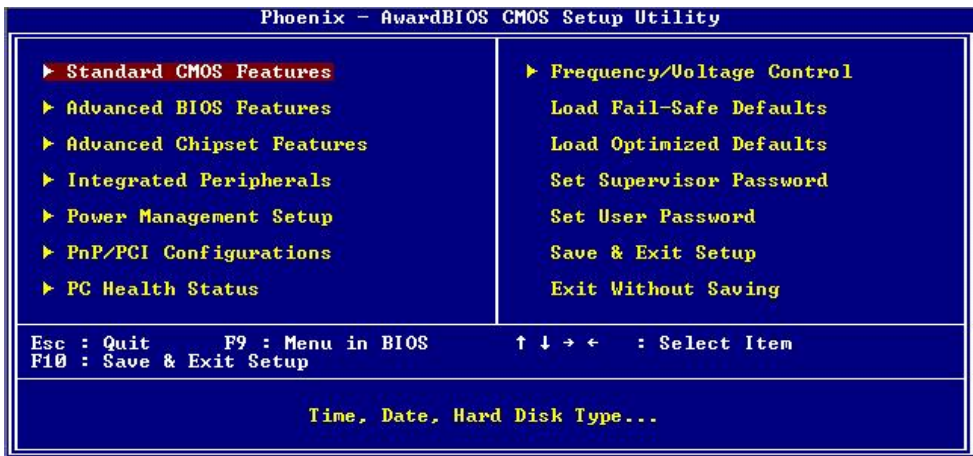 Phoenix - AwardBIOS CMOS Setup Utility
► Standard CMOS Features
► Advanced BIOS Features
► Advanced Chipset Features
► Integrated Peripherals
► Power Management Setup
► PnP/PCI Configurations
► PC Health Status
► Frequency/Voltage Control
Load Fail-Safe Defaults
Load Optimized Defaults
Set Supervisor Password
Set User Password
Save & Exit Setup
Exit Without Saving
Esc : Quit F9 : Menu in BIOS ↑ ↓ → ← : Select Item
F10 : Save & Exit Setup
Time, Date, Hard Disk Type...